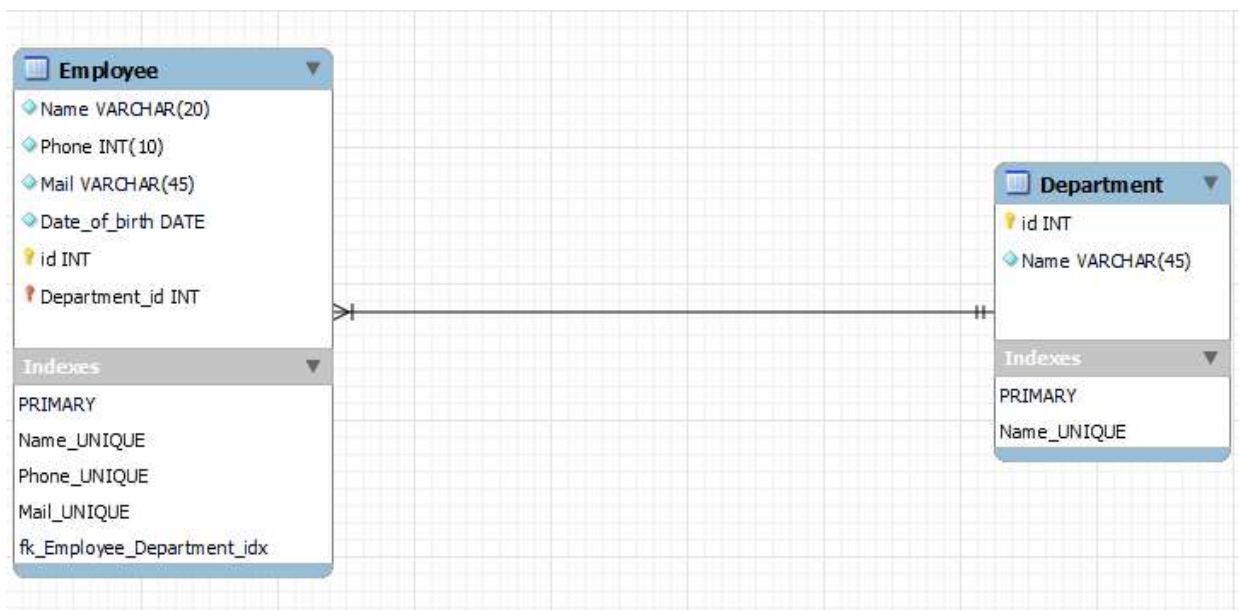 Employee
Name VARCHAR(20)
Phone INT(10)
Mail VARCHAR(45)
Date_of_birth DATE
id INT
Department_id INT
Indexes
PRIMARY
Name_UNIQUE
Phone_UNIQUE
Mail_UNIQUE
fk_Employee_Department_idx
Department
id INT
Name VARCHAR(45)
Indexes
PRIMARY
Name_UNIQUE